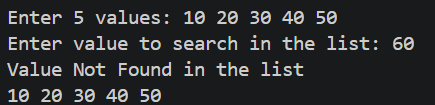 Enter 5 values: 10 20 30 40 50
Enter value to search in the list: 60
Value Not Found in the list
10 20 30 40 50